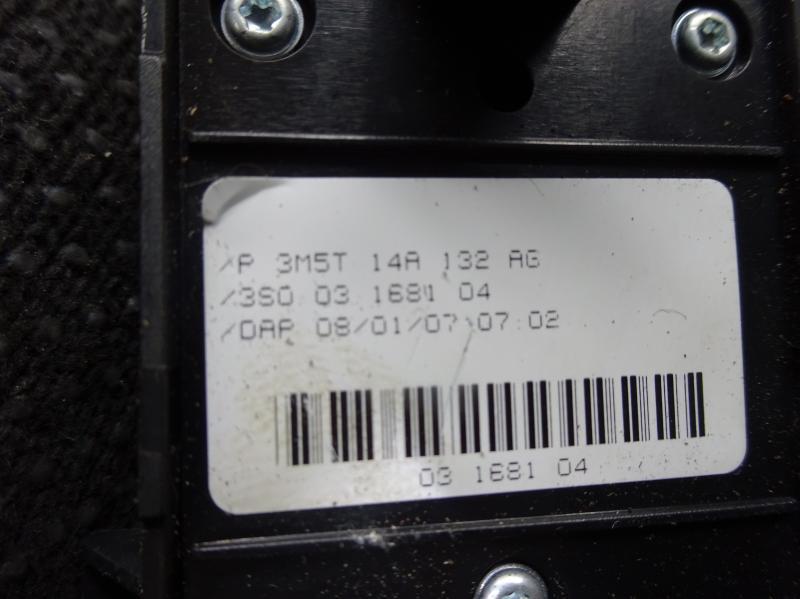 /P 3M5T 14A 132 AG
/3S0 03 1681 04
/DAP 08/01/07 07:02
03 1681 04